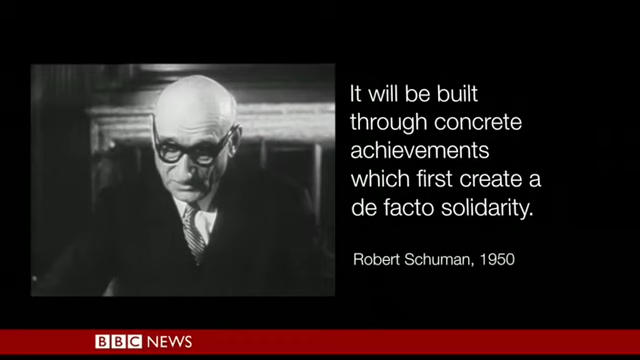 It will be built
through concrete
achievements
which first create a
de facto solidarity.
Robert Schuman, 1950
BBC NEWS